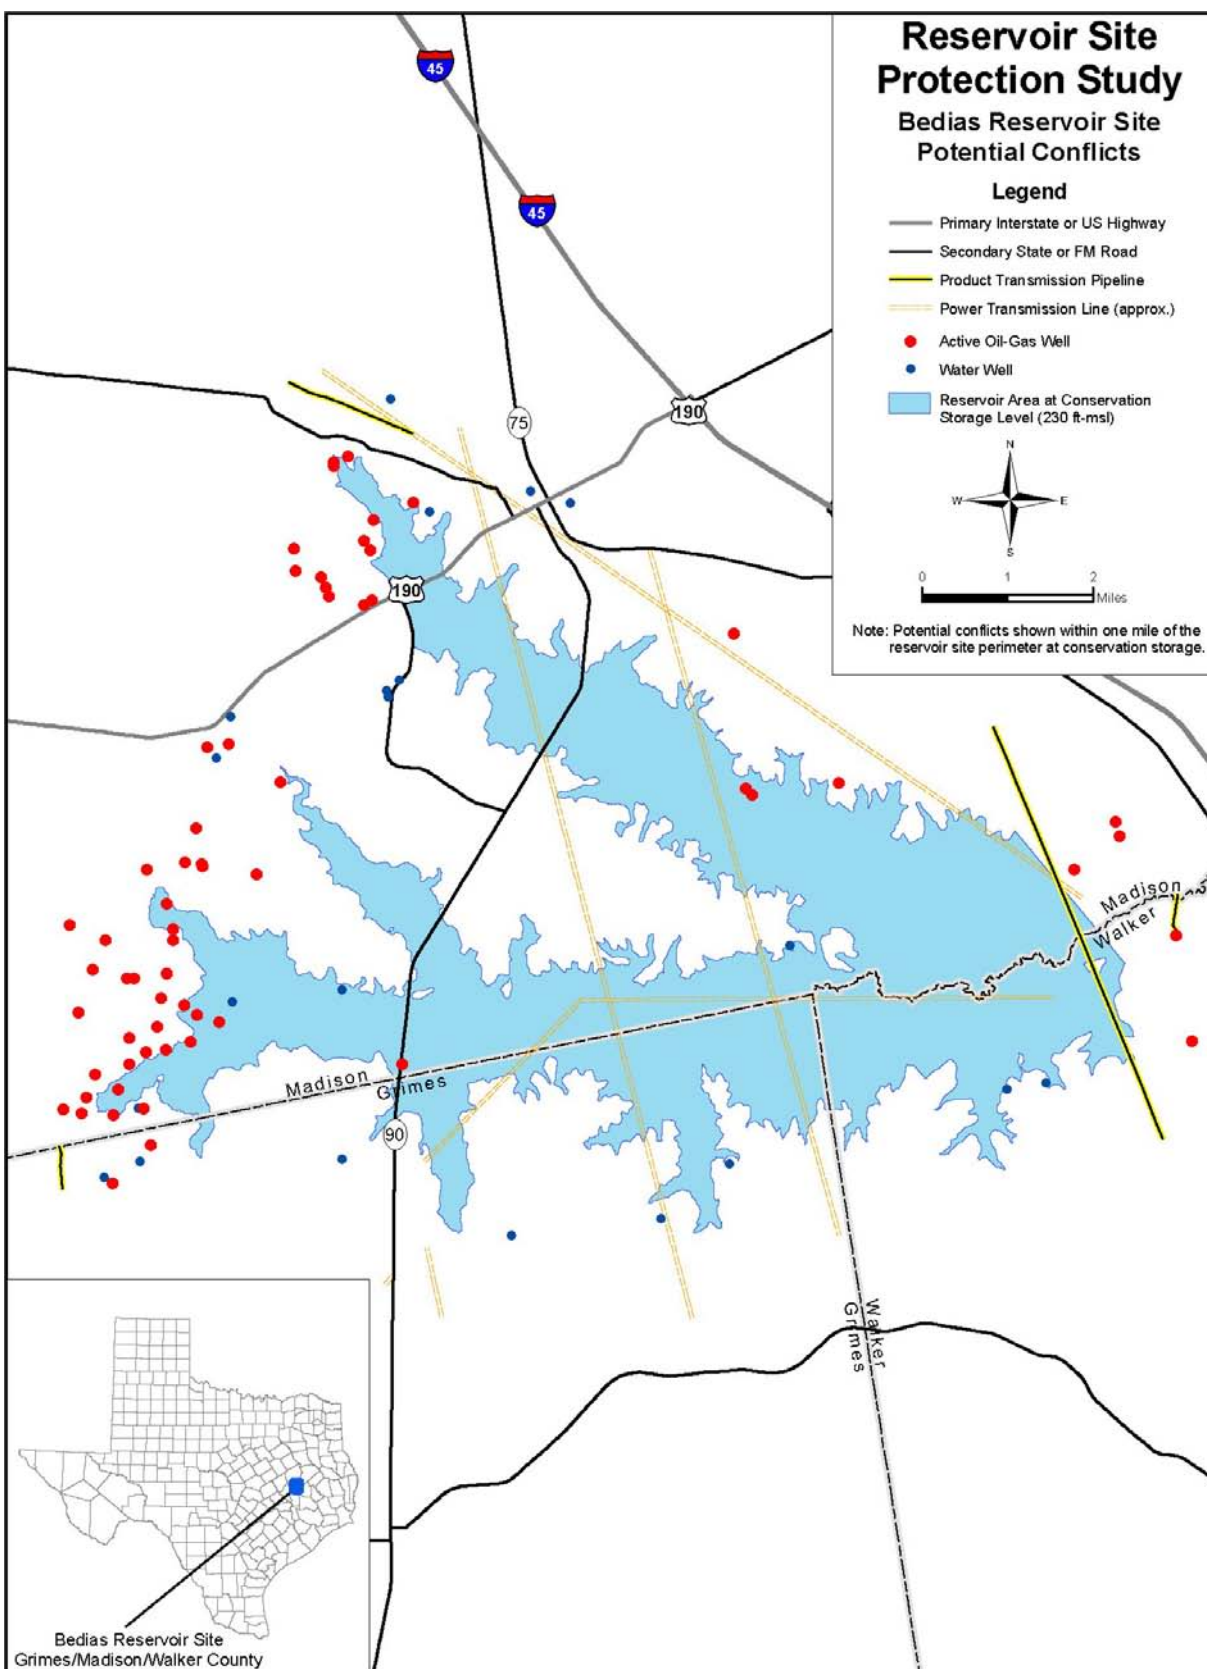 Reservoir Site
Protection Study
Bedias Reservoir Site
Potential Conflicts
Legend
Primary Interstate or US Highway
Secondary State or FM Road
Product Transmission Pipeline
Power Transmission Line (approx.)
Active Oil-Gas Well
Water Well
Reservoir Area at Conservation
Storage Level (230 ft-msl)
N
W
E
S
0
1
2
Miles
Note: Potential conflicts shown within one mile of the
reservoir site perimeter at conservation storage.
45
45
190
75
190
Madison
Walker
Madison
Grimes
90
Walker
Grimes
Bedias Reservoir Site
Grimes/Madison/Walker County